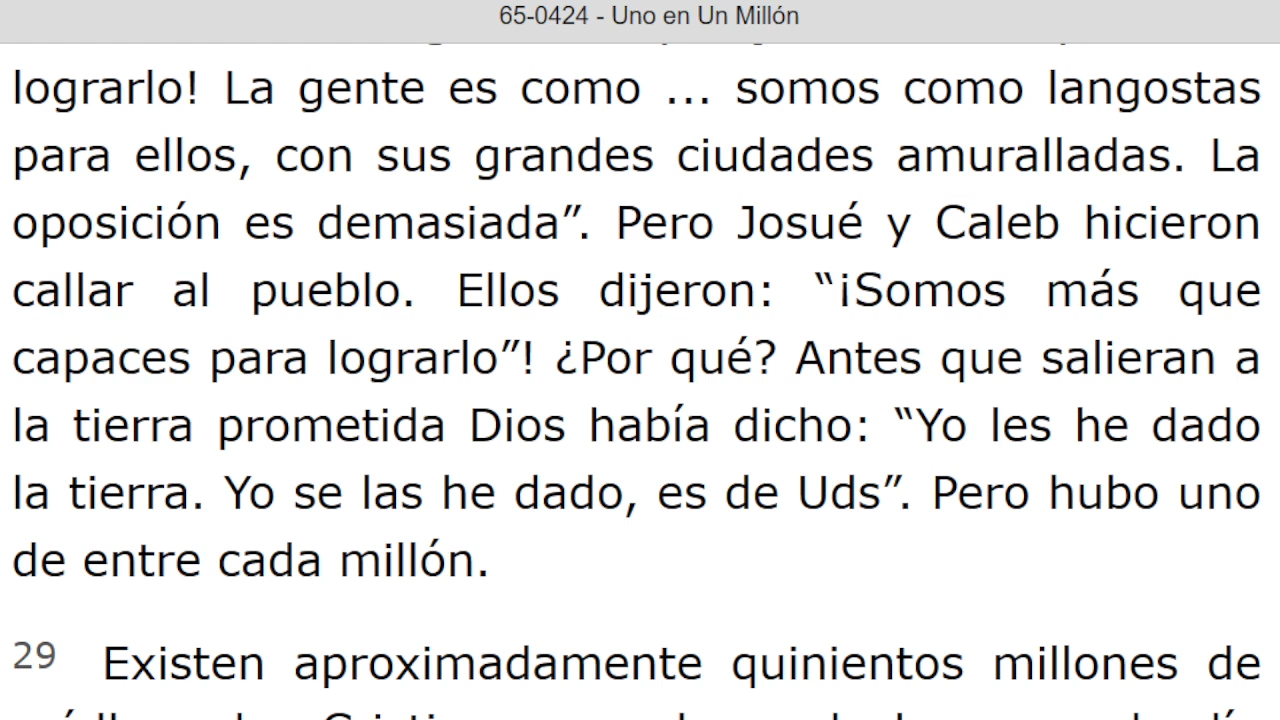 65-0424 - Uno en Un Millón
lograrlo! La gente es como ... somos como langostas
para ellos, con sus grandes ciudades amuralladas. La
oposición es demasiada”. Pero Josué y Caleb hicieron
callar al pueblo. Ellos dijeron: “¡Somos más que
capaces para lograrlo”! ¿Por qué? Antes que salieran a
la tierra prometida Dios había dicho: “Yo les he dado
la tierra. Yo se las he dado, es de Uds”. Pero hubo uno
de entre cada millón.
29 Existen aproximadamente quinientos millones de